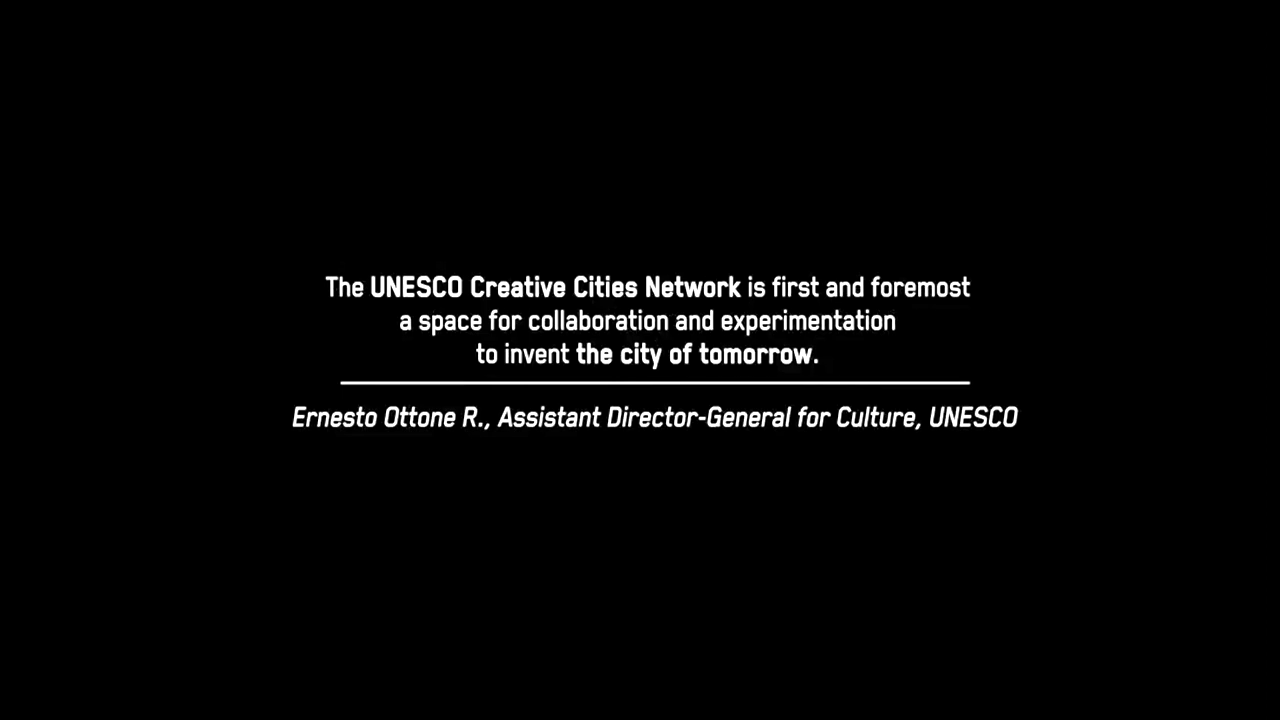 The UNESCO Creative Cities Network is first and foremost
a space for collaboration and experimentation
to invent the city of tomorrow.
Ernesto Ottone R., Assistant Director-General for Culture, UNESCO